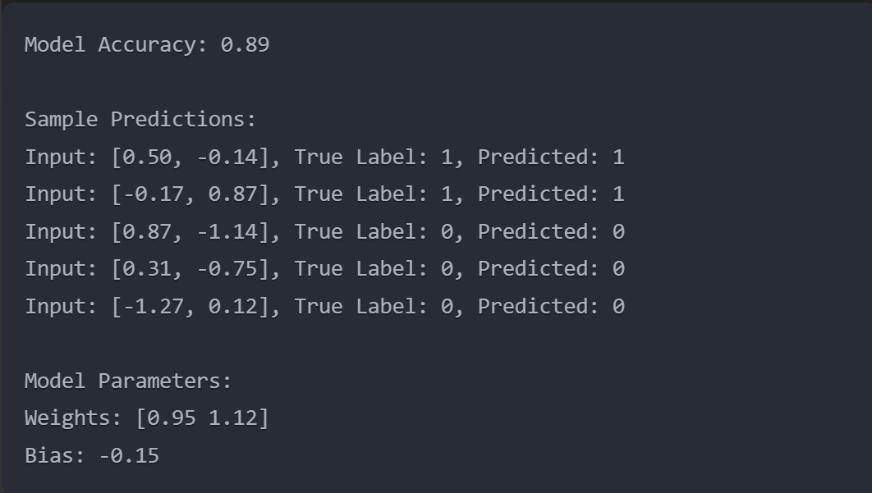 Model Accuracy: 0.89
Sample Predictions:
Input: [0.50, -0.14], True Label: 1, Predicted: 1
Input: [-0.17, 0.87], True Label: 1, Predicted: 1
Input: [0.87, -1.14], True Label: 0, Predicted: 0
Input: [0.31, -0.75], True Label: 0, Predicted: 0
Input: [-1.27, 0.12], True Label: 0, Predicted: 0
Model Parameters:
Weights: [0.95 1.12]
Bias: -0.15